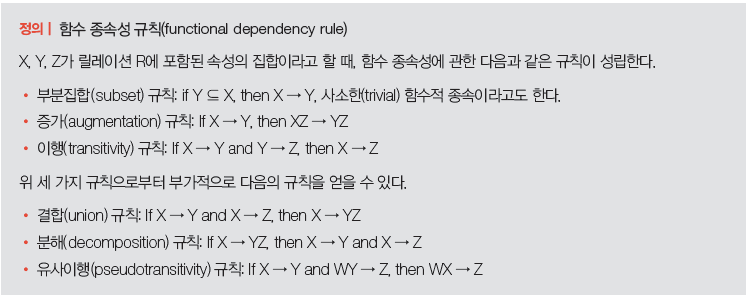 정의 | 함수 종속성 규칙(functional dependency rule)
X, Y, Z가 릴레이션 R에 포함된 속성의 집합이라고 할 때, 함수 종속성에 관한 다음과 같은 규칙이 성립한다.
• 부분집합(subset) 규칙: if Y ⊆ X, then X → Y, 사소한(trivial) 함수적 종속이라고도 한다.
• 증가(augmentation) 규칙: If X → Y, then XZ → YZ
• 이행(transitivity) 규칙: If X → Y and Y → Z, then X → Z
위 세 가지 규칙으로부터 부가적으로 다음의 규칙을 얻을 수 있다.
• 결합(union) 규칙: If X → Y and X → Z, then X → YZ
• 분해(decomposition) 규칙: If X → YZ, then X → Y and X → Z
• 유사이행(pseudotransitivity) 규칙: If X → Y and WY → Z, then WX → Z